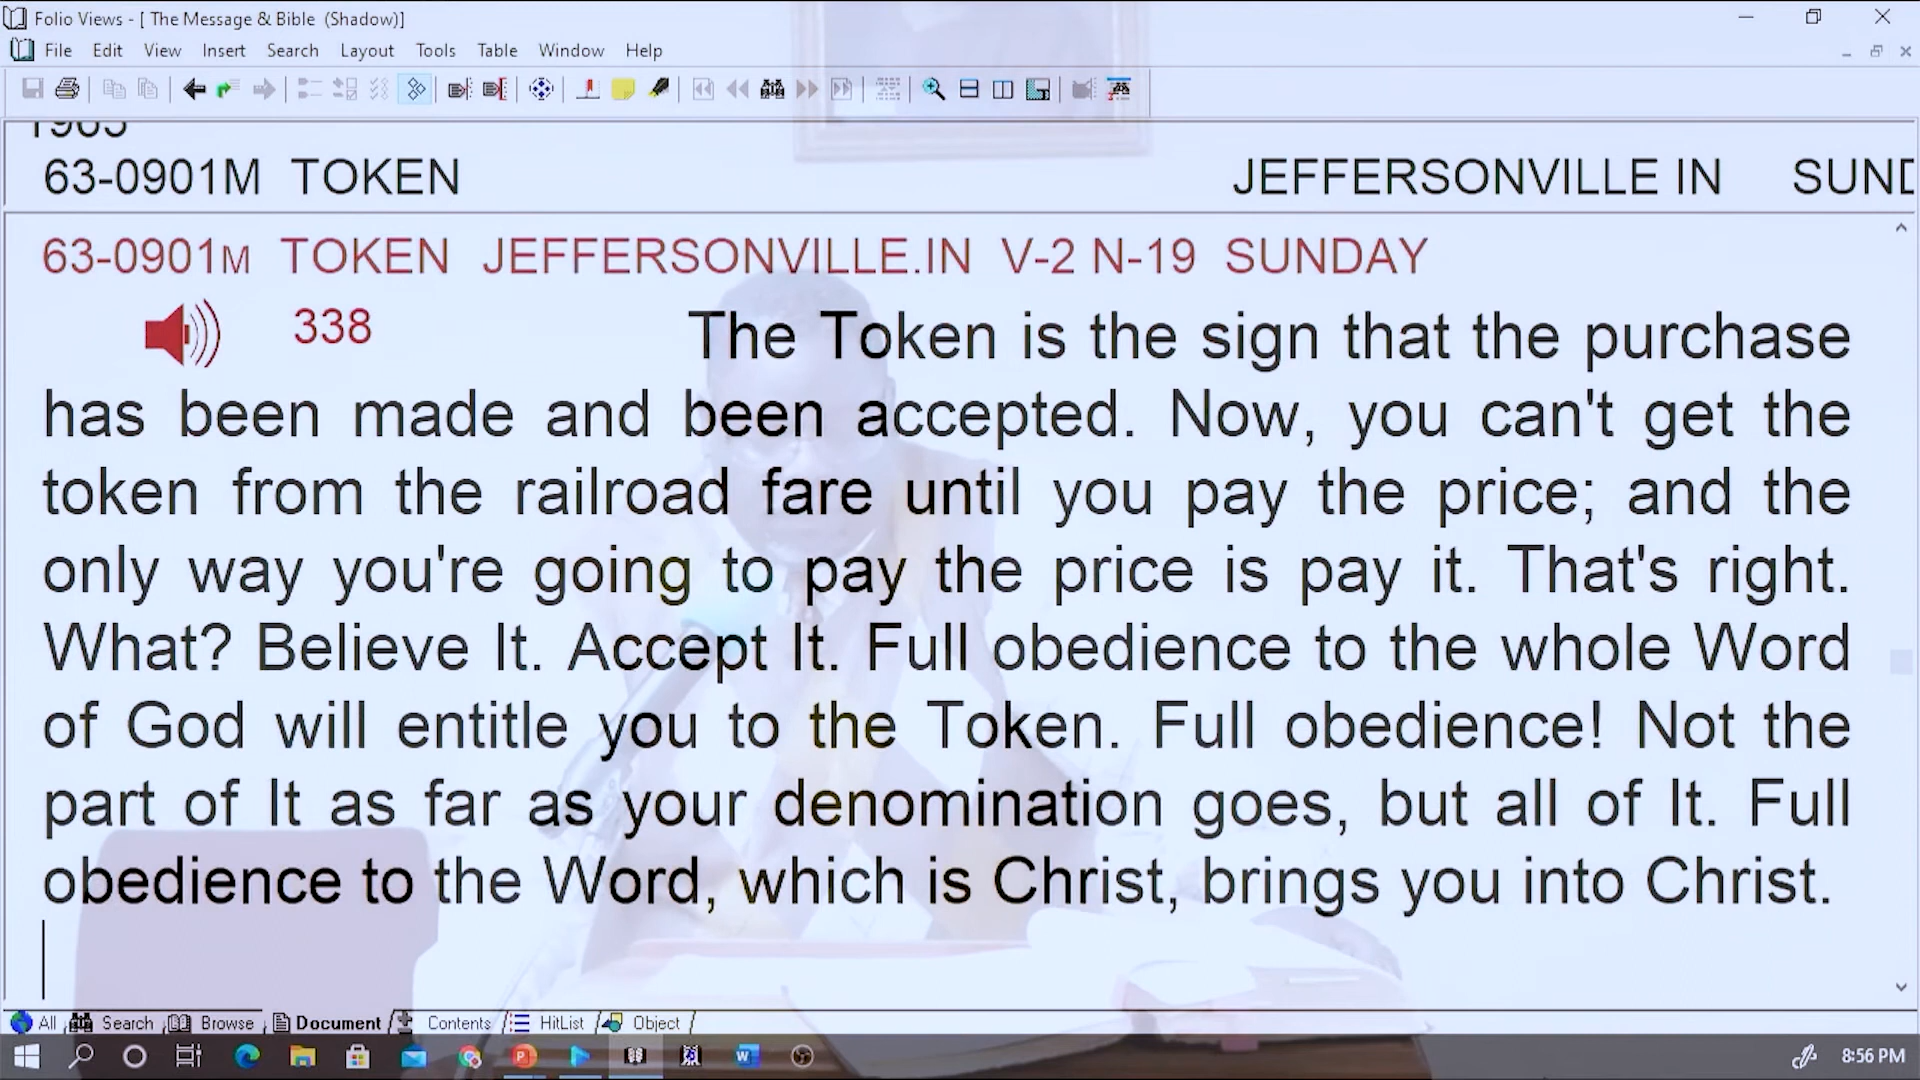 Folio Views - [ The Message & Bible (Shadow)]
File Edit View Insert Search Layout Tools Table Window Help
1963
63-0901M TOKEN JEFFERSONVILLE IN SUND
63-0901M TOKEN JEFFERSONVILLE.IN V-2 N-19 SUNDAY
338 The Token is the sign that the purchase
has been made and been accepted. Now, you can't get the
token from the railroad fare until you pay the price; and the
only way you're going to pay the price is pay it. That's right.
What? Believe It. Accept It. Full obedience to the whole Word
of God will entitle you to the Token. Full obedience! Not the
part of It as far as your denomination goes, but all of It. Full
obedience to the Word, which is Christ, brings you into Christ.
All Search Browse Document Contents HitList Object
8:56 PM